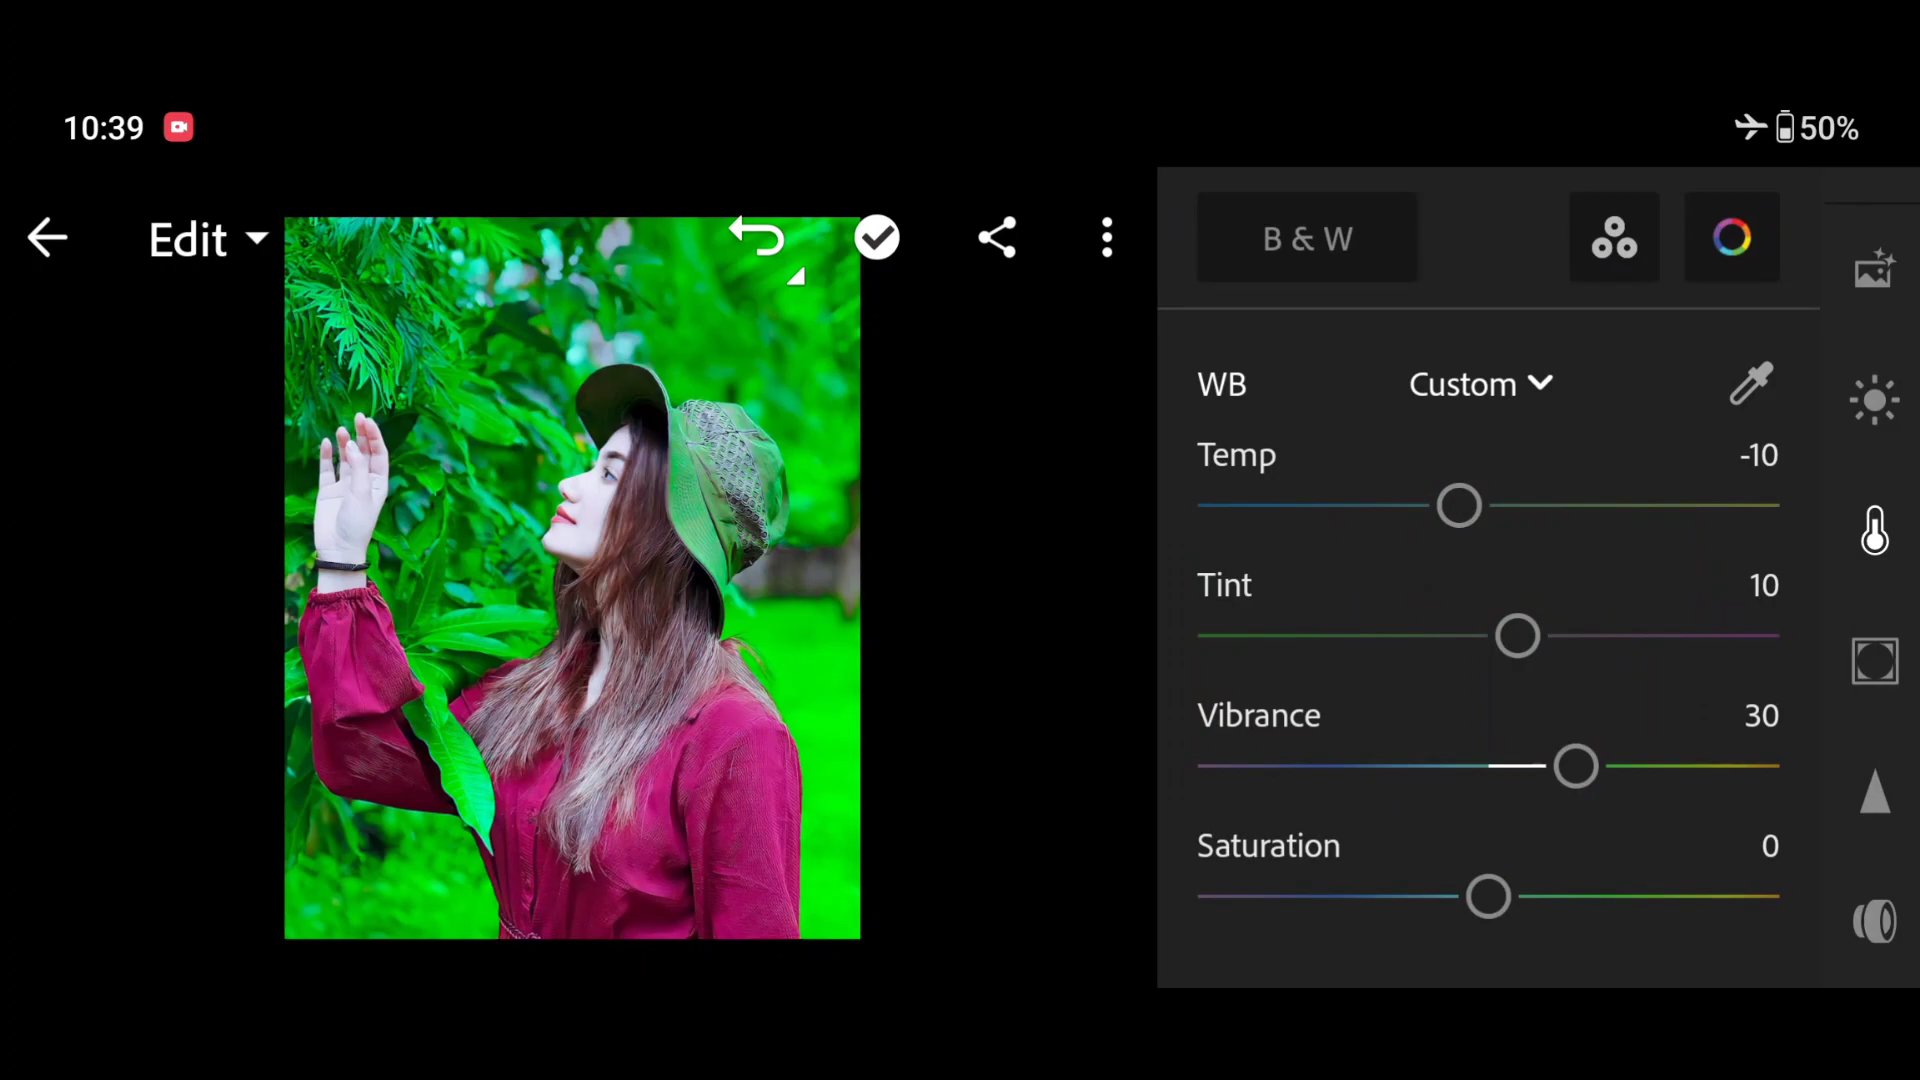 10:39
50%
Edit
B & W
WB Custom
Temp -10
Tint 10
Vibrance 30
Saturation 0